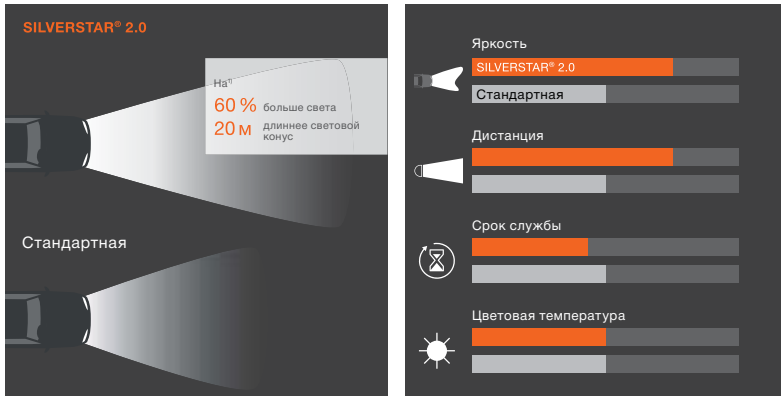 SILVERSTAR® 2.0
На¹⁾
60 % больше света
20 м длиннее световой
конус
Стандартная
Яркость
SILVERSTAR® 2.0
Стандартная
Дистанция
Срок службы
Цветовая температура